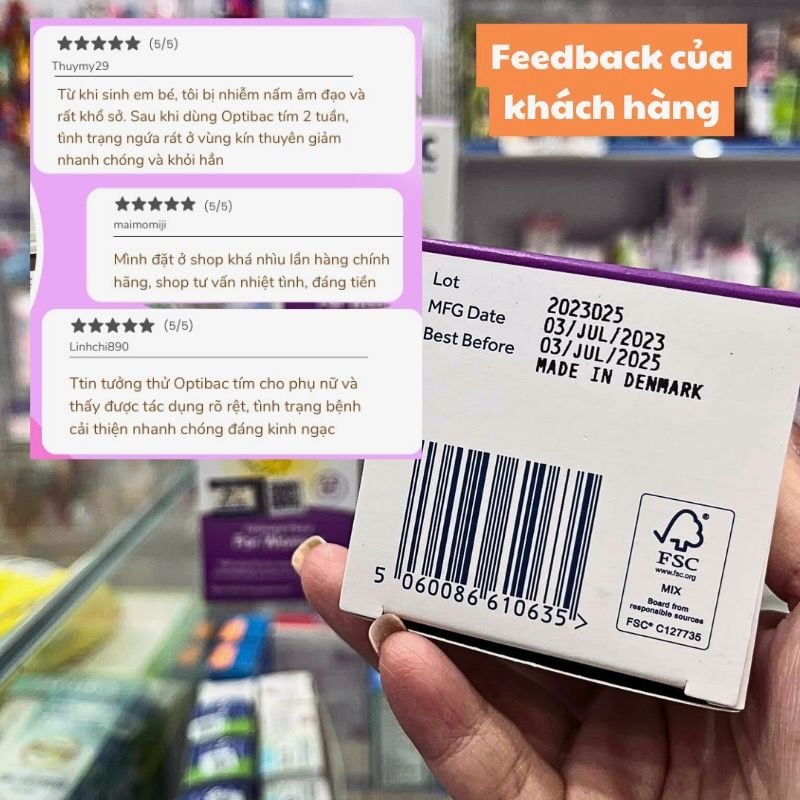 Feedback của
khách hàng
(5/5)
Thuymy29
Từ khi sinh em bé, tôi bị nhiễm nấm âm đạo và
rất khổ sở. Sau khi dùng Optibac tím 2 tuần,
tình trạng ngứa rát ở vùng kín thuyên giảm
nhanh chóng và khỏi hẳn
(5/5)
maimomiji
Mình đặt ở shop khá nhìu lần hàng chính
hãng, shop tư vấn nhiệt tình, đáng tiền
(5/5)
Linhchi890
Ttin tưởng thử Optibac tím cho phụ nữ và
thấy được tác dụng rõ rệt, tình trạng bệnh
cải thiện nhanh chóng đáng kinh ngạc
Lot 2023025
MFG Date 03/JUL/2023
Best Before 03/JUL/2025
MADE IN DENMARK
5 060086 610635 >
FSC
www.fsc.org
MIX
Board from
responsible sources
FSC® C127735
For Women